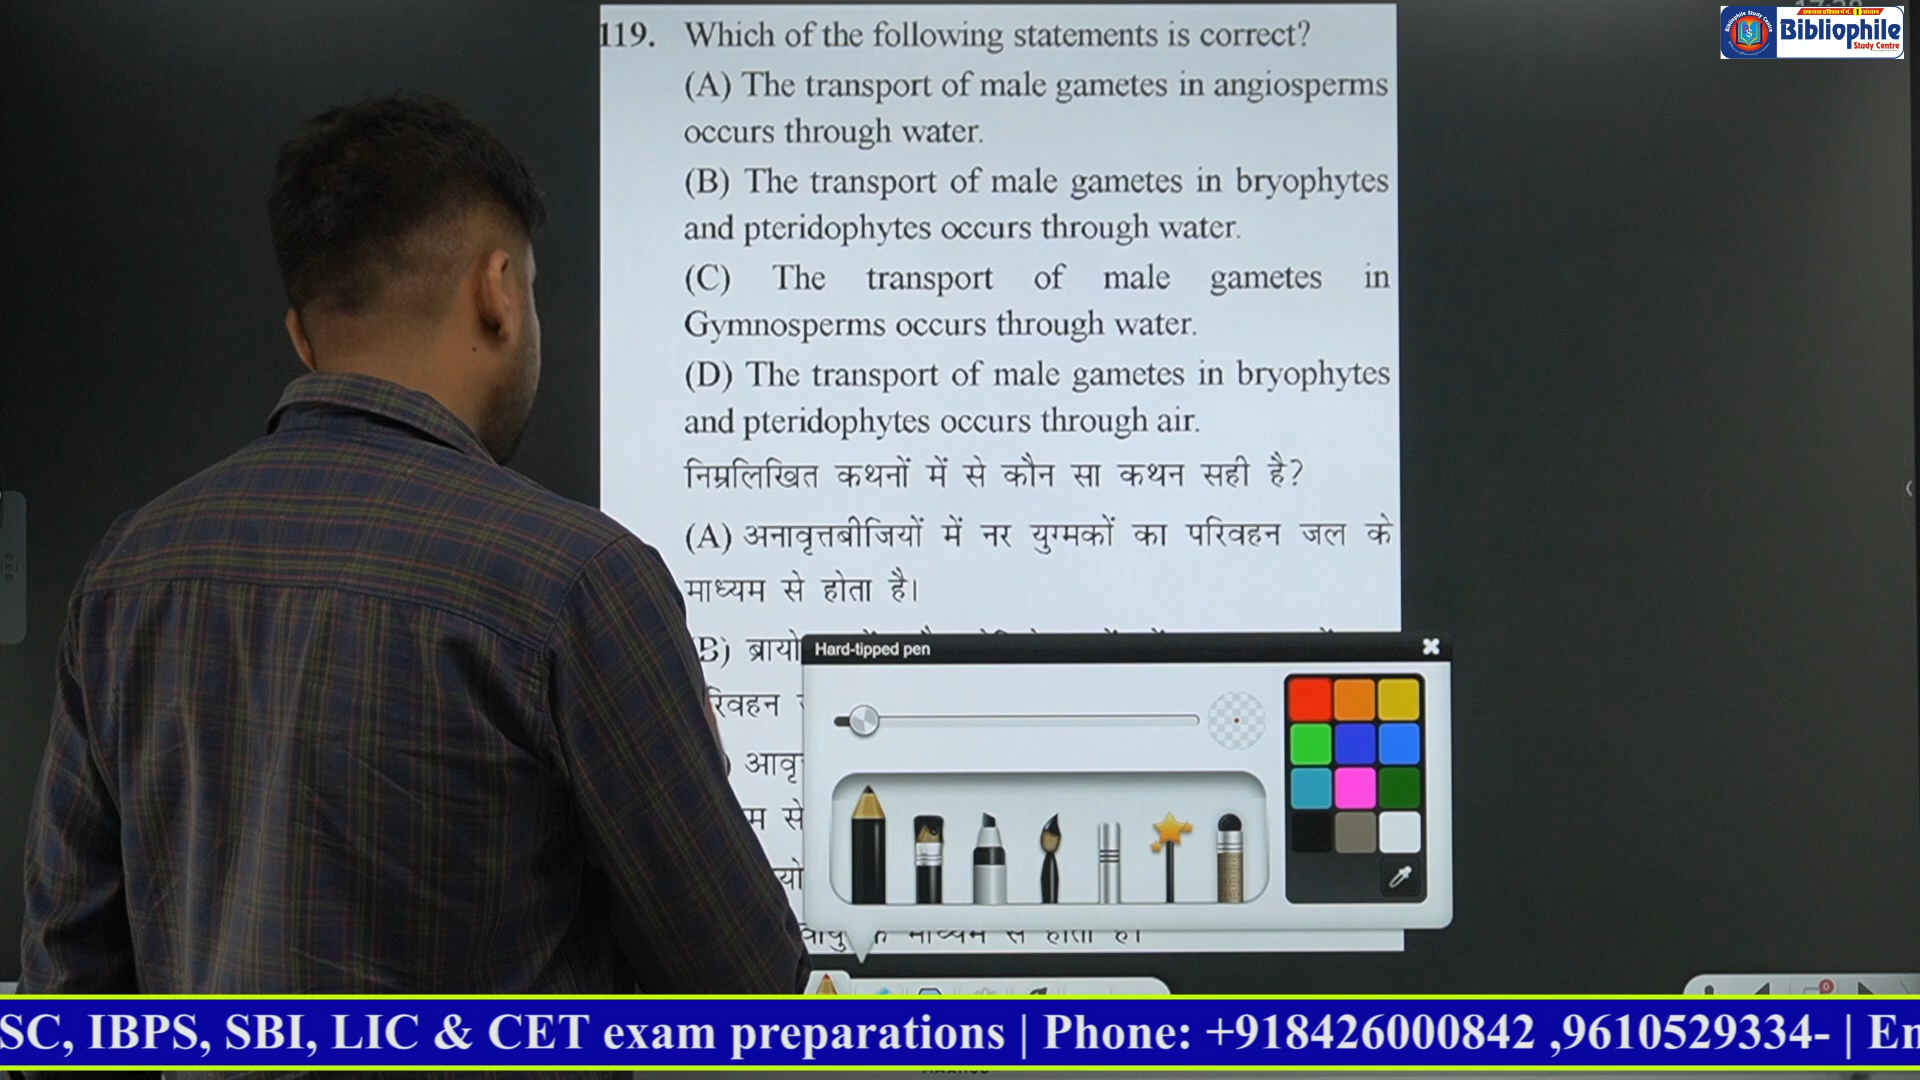 119. Which of the following statements is correct?
(A) The transport of male gametes in angiosperms
occurs through water.
(B) The transport of male gametes in bryophytes
and pteridophytes occurs through water.
(C) The transport of male gametes in
Gymnosperms occurs through water.
(D) The transport of male gametes in bryophytes
and pteridophytes occurs through air.
निम्नलिखित कथनों में से कौन सा कथन सही है?
(A) अनावृत्तबीजियों में नर युग्मकों का परिवहन जल के
माध्यम से होता है।
B) ब्रायो
Hard-tipped pen
रिवहन
) आवृ
म से
यो
Bibliophile
Study Centre
SC, IBPS, SBI, LIC & CET exam preparations | Phone: +918426000842 ,9610529334- | En